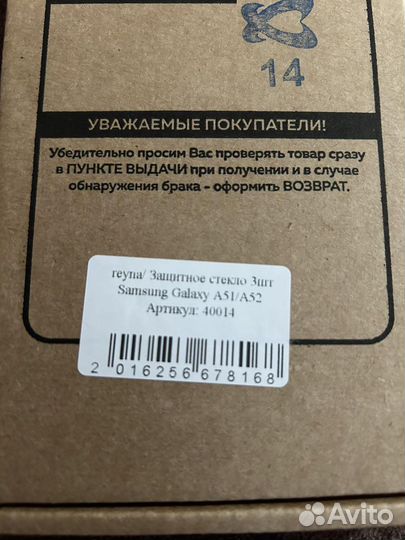 14
УВАЖАЕМЫЕ ПОКУПАТЕЛИ!
Убедительно просим Вас проверять товар сразу
в ПУНКТЕ ВЫДАЧИ при получении и в случае
обнаружения брака - оформить ВОЗВРАТ.
reyna/ Защитное стекло 3шт
Samsung Galaxy A51/A52
Артикул: 40014
2 016256 678168
Avito